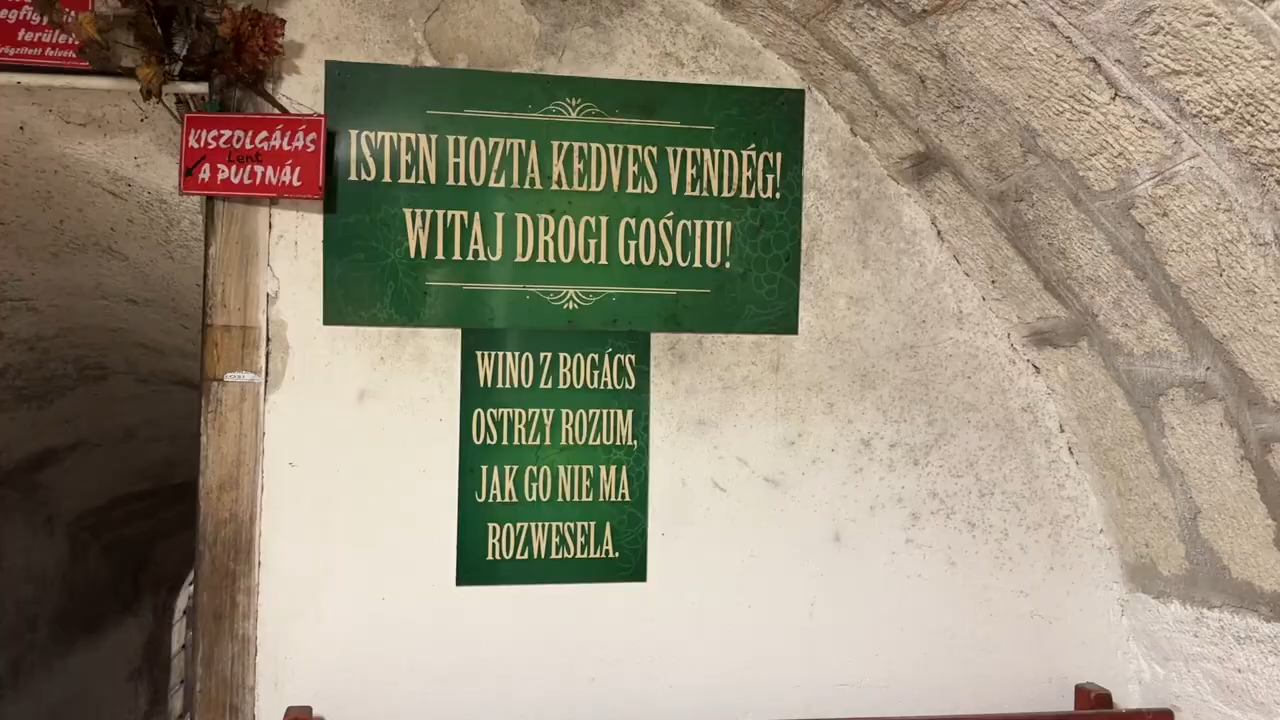 terület
KISZOLGÁLÁS
Lent
A PULTNÁL
ISTEN HOZTA KEDVES VENDÉG!
WITAJ DROGI GOŚCIU!
WINO Z BOGÁCS
OSTRZY ROZUM,
JAK GO NIE MA
ROZWESELA.